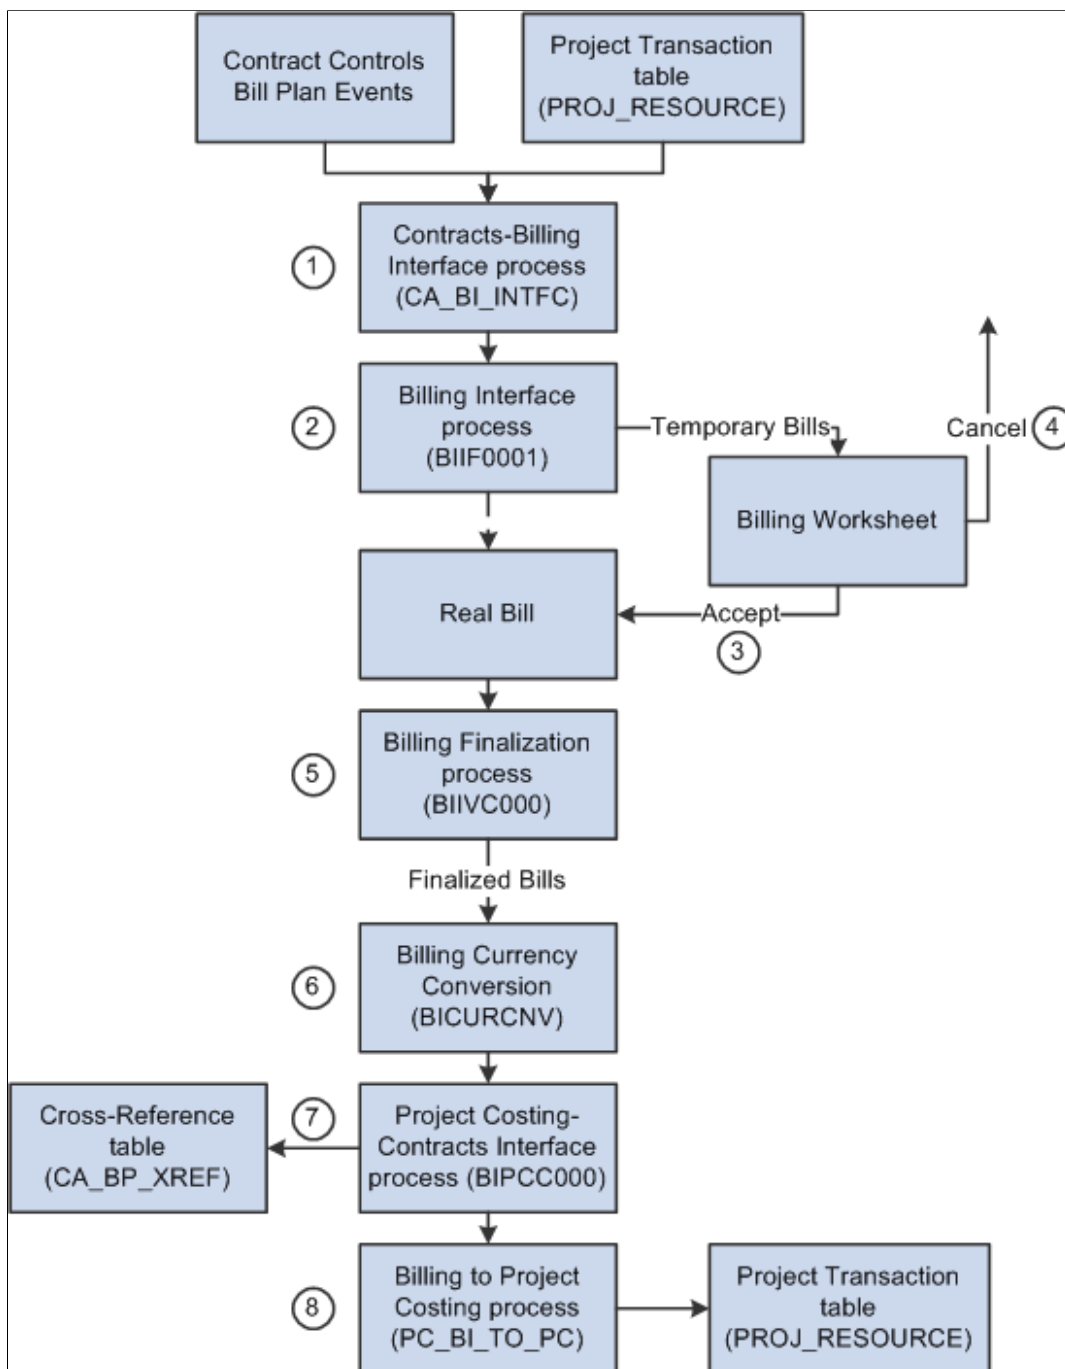 Contract Controls
Bill Plan Events
Project Transaction
table
(PROJ_RESOURCE)
1
Contracts-Billing
Interface process
(CA_BI_INTFC)
2
Billing Interface
process
(BIIF0001)
Temporary Bills
Cancel
4
Billing Worksheet
Real Bill
Accept
3
5
Billing Finalization
process
(BIIVC000)
Finalized Bills
6
Billing Currency
Conversion
(BICURCNV)
Cross-Reference
table
(CA_BP_XREF)
7
Project Costing-
Contracts Interface
process (BIPCC000)
8
Billing to Project
Costing process
(PC_BI_TO_PC)
Project Transaction
table
(PROJ_RESOURCE)